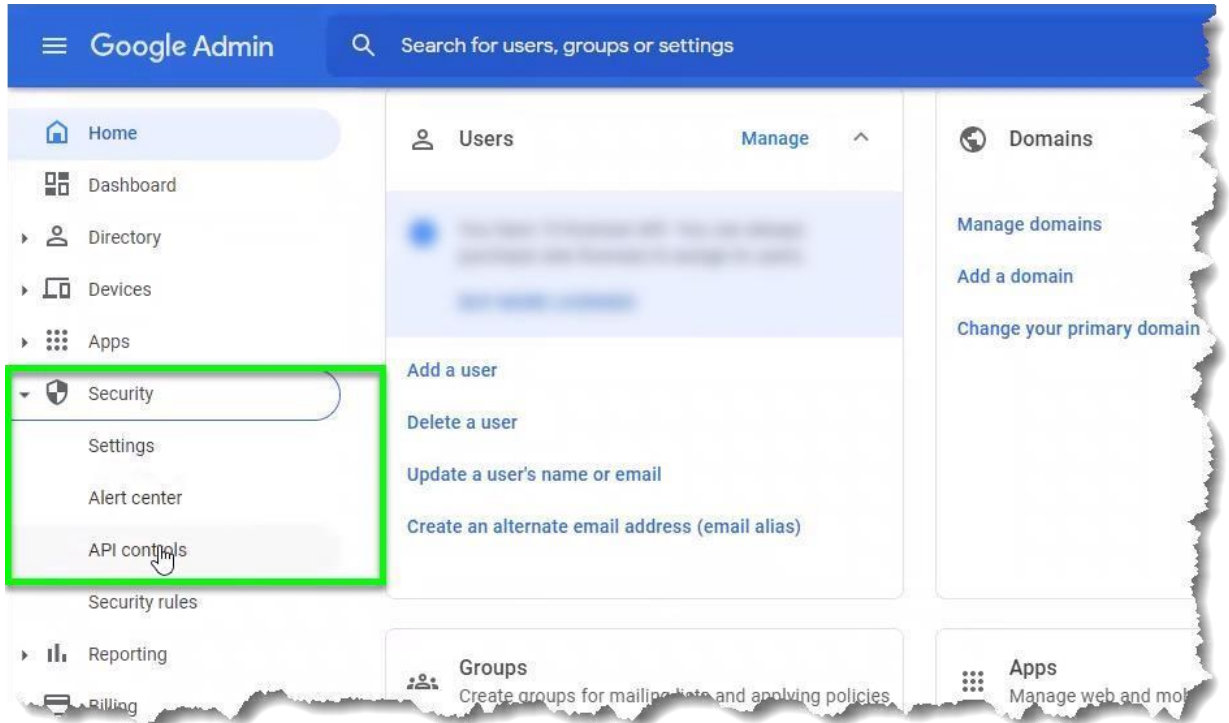 Google Admin
Search for users, groups or settings
Home
Dashboard
Directory
Devices
Apps
Security
Settings
Alert center
API controls
Security rules
Reporting
Billing
Users
Manage
Add a user
Delete a user
Update a user's name or email
Create an alternate email address (email alias)
Domains
Manage domains
Add a domain
Change your primary domain
Groups
Create groups for mailing lists and applying policies
Apps
Manage web and